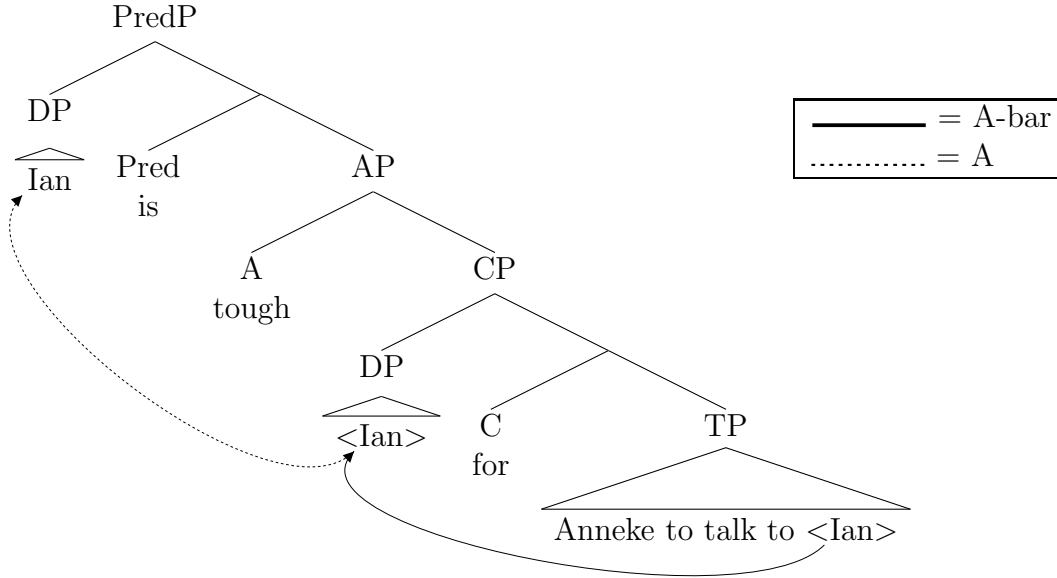 PredP
DP
Ian
Pred
is
AP
A
tough
CP
DP
<Ian>
C
for
TP
Anneke to talk to <Ian>
= A-bar
= A